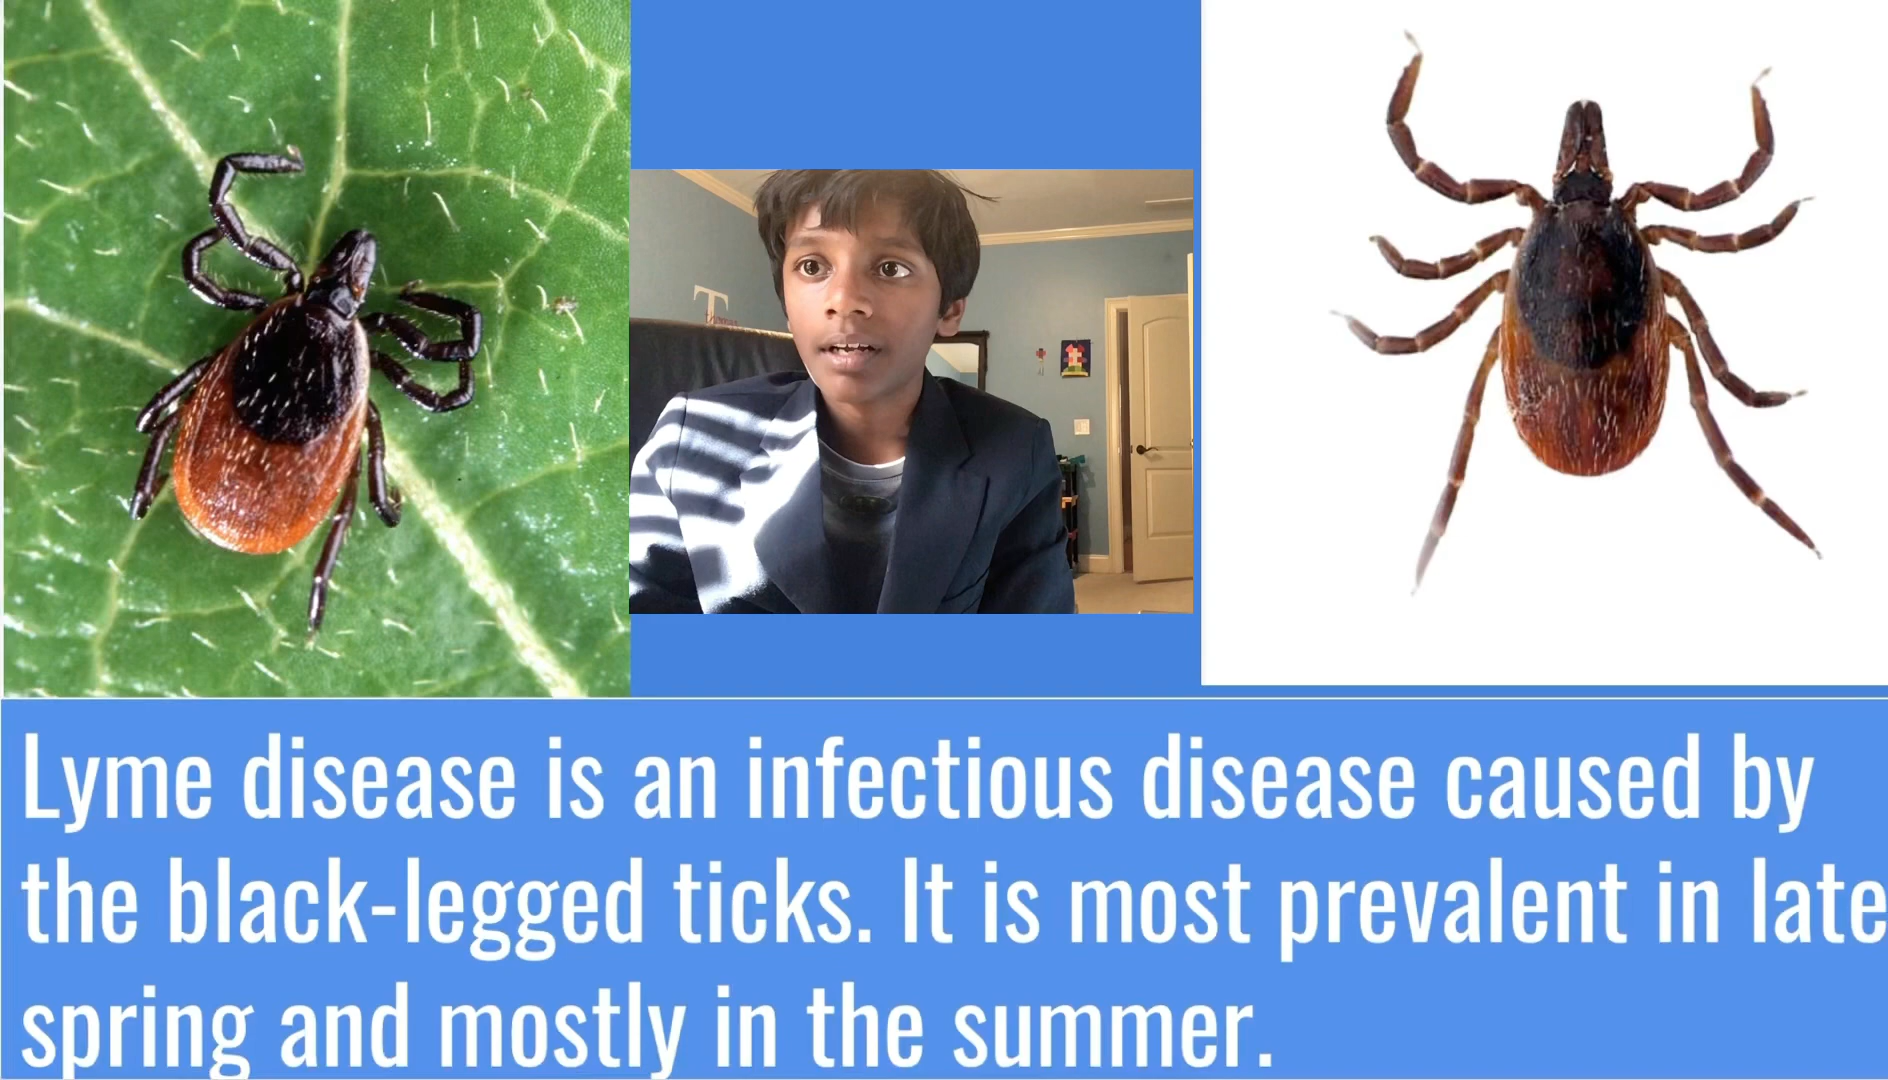 T
Lyme disease is an infectious disease caused by
the black-legged ticks. It is most prevalent in late
spring and mostly in the summer.